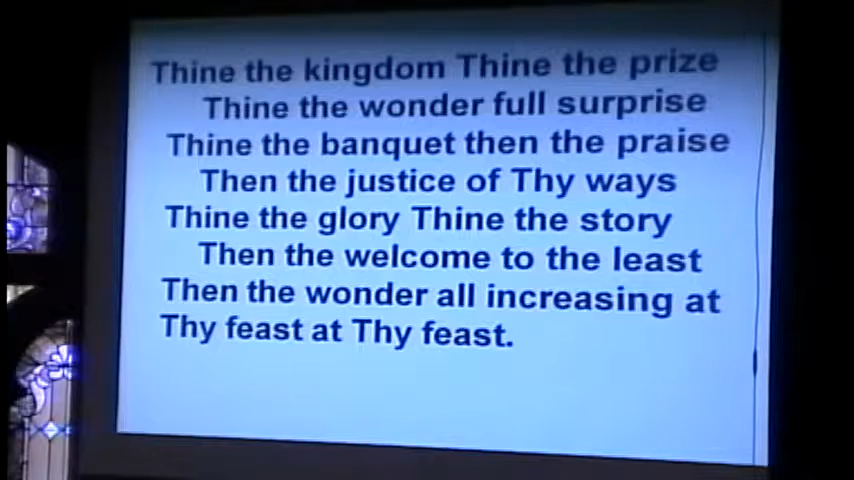 Thine the kingdom Thine the prize
Thine the wonder full surprise
Thine the banquet then the praise
Then the justice of Thy ways
Thine the glory Thine the story
Then the welcome to the least
Then the wonder all increasing at
Thy feast at Thy feast.